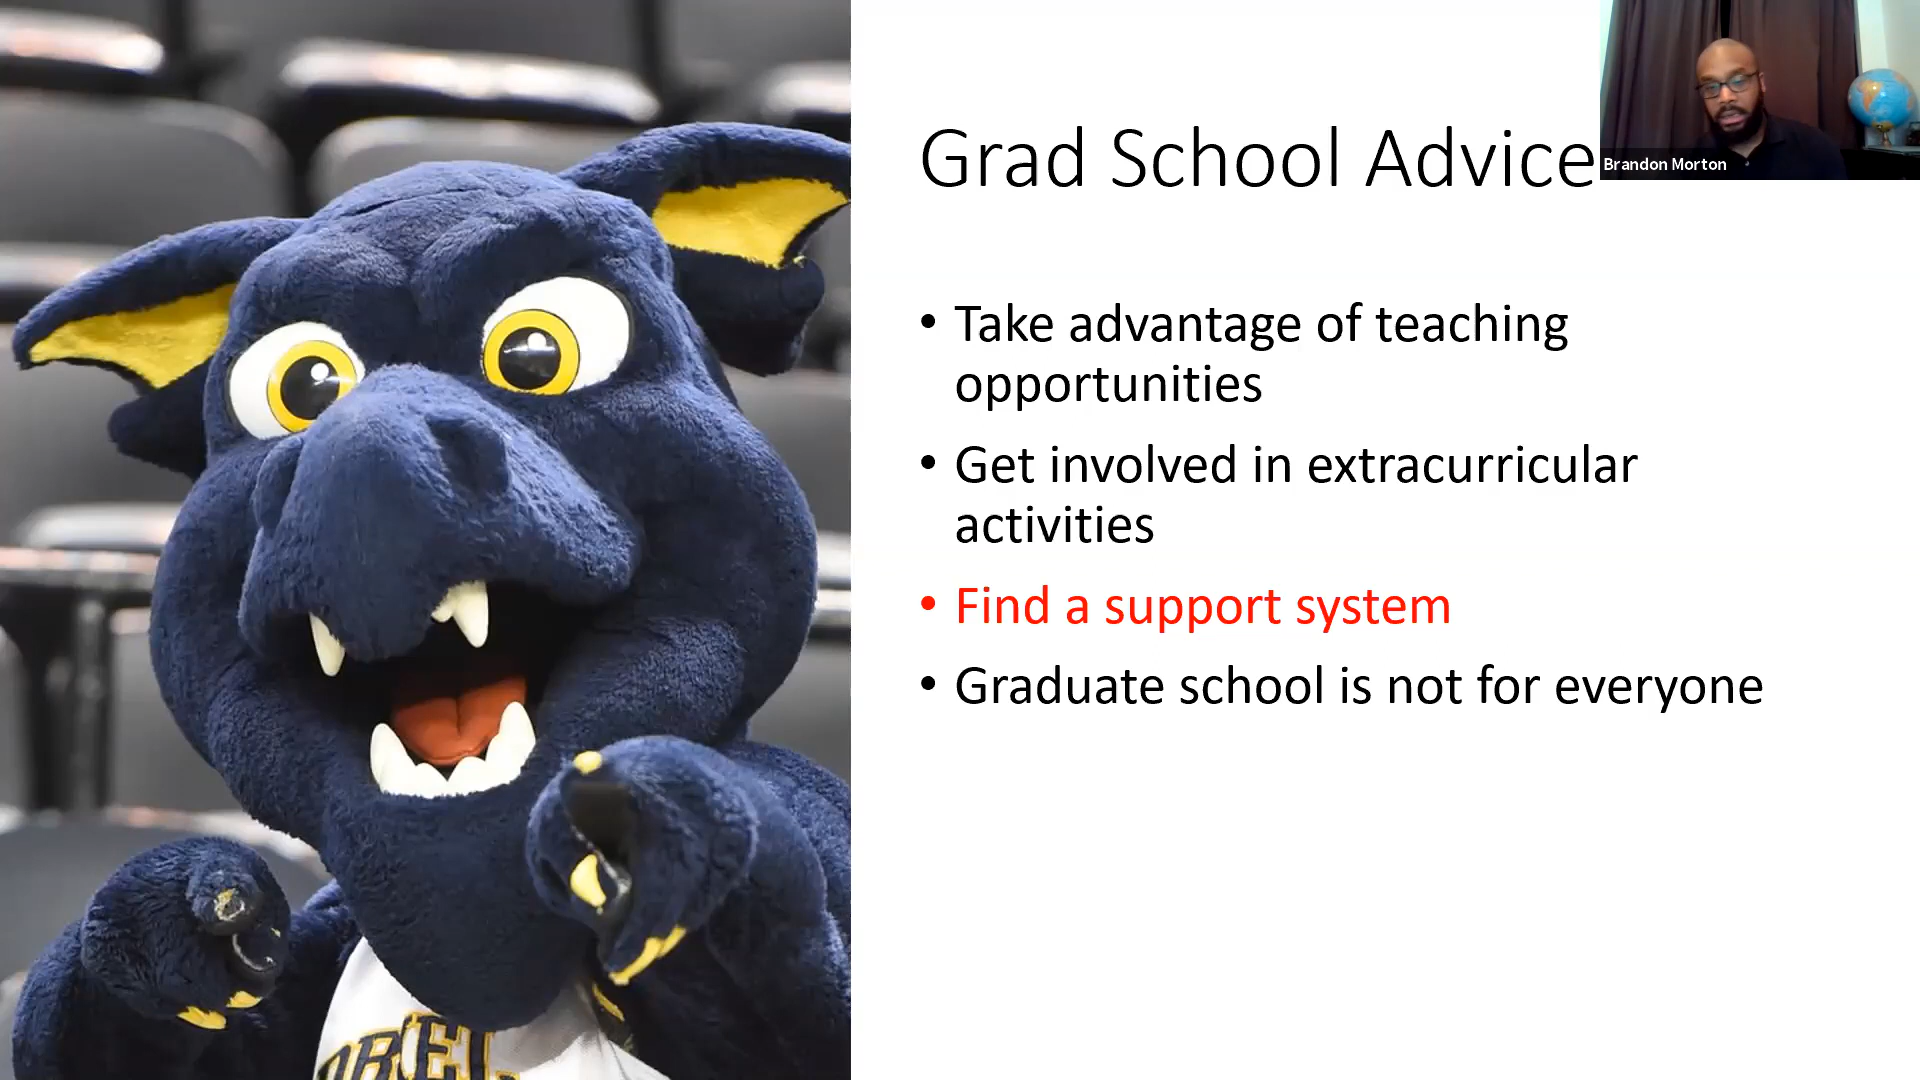 Grad School Advice
Brandon Morton
• Take advantage of teaching
opportunities
• Get involved in extracurricular
activities
• Find a support system
• Graduate school is not for everyone